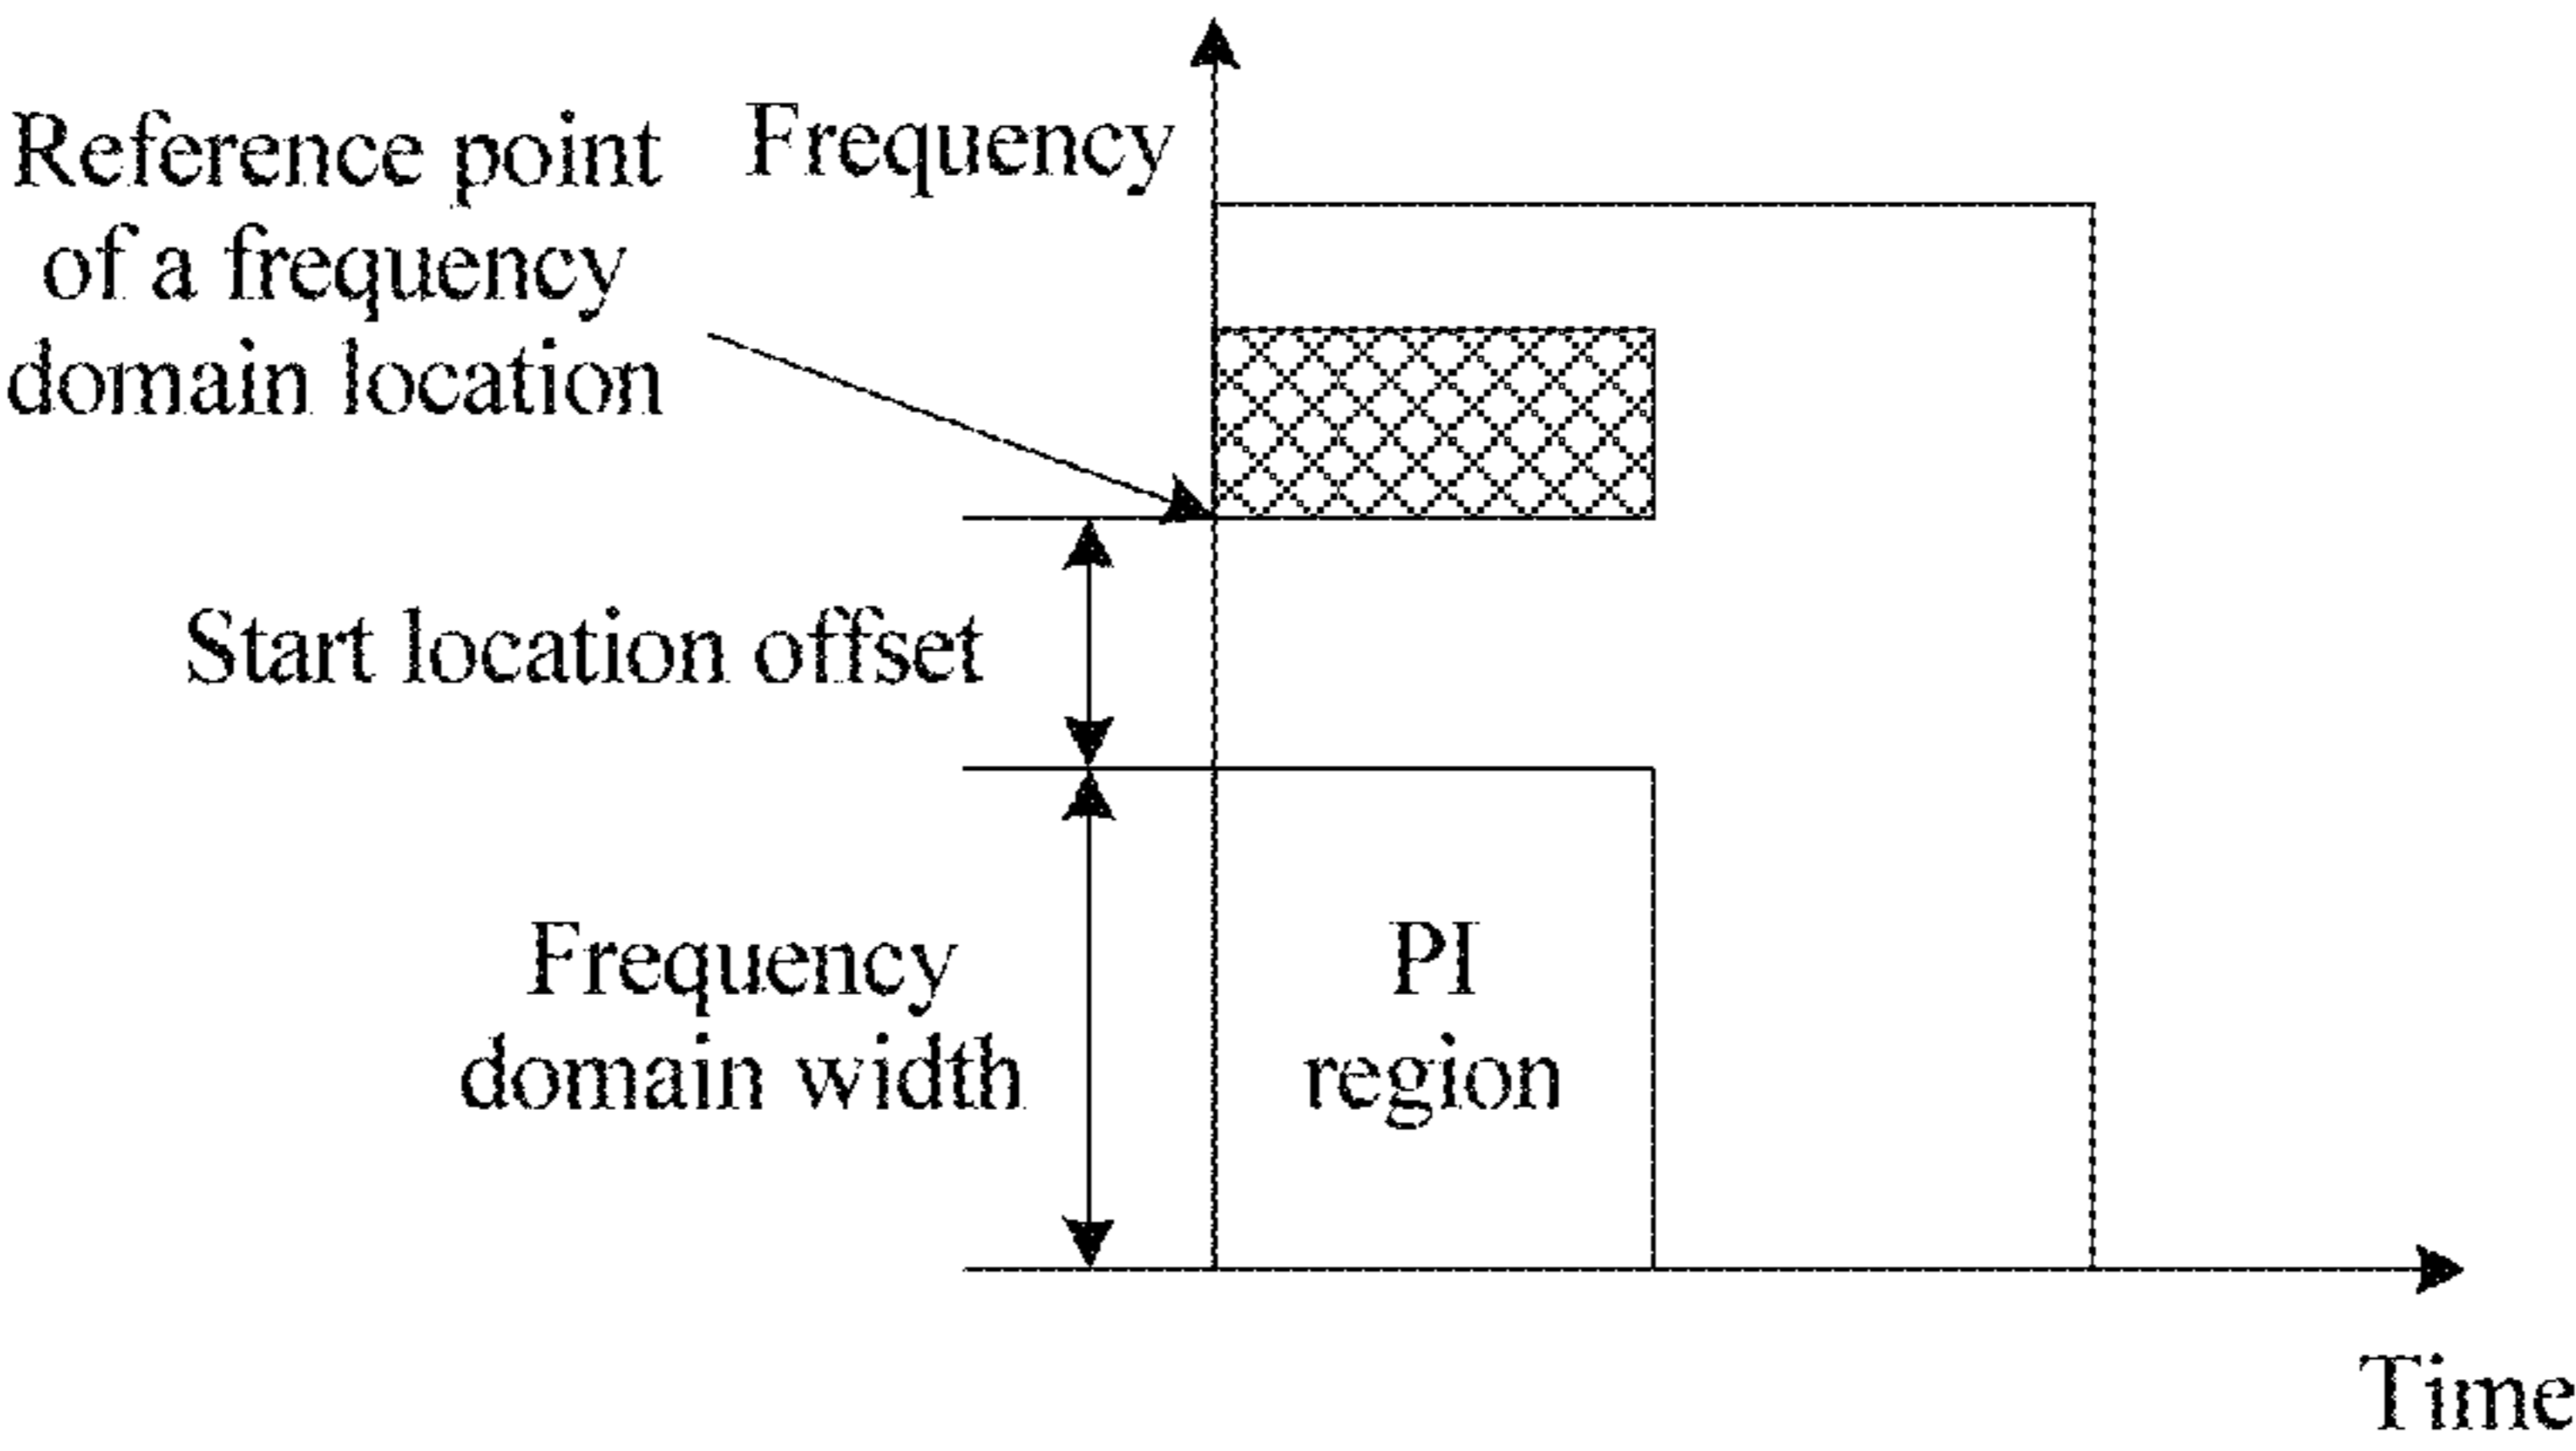 Reference point
of a frequency
domain location
Frequency
Start location offset
Frequency
domain width
PI
region
Time